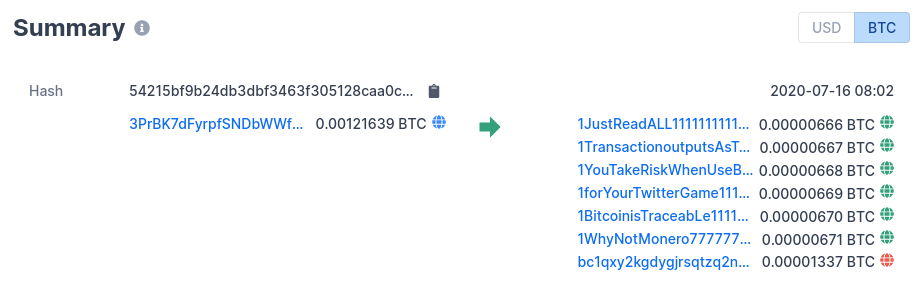 Summary
USD BTC
Hash 54215bf9b24db3dbf3463f305128caa0c... 2020-07-16 08:02
3PrBK7dFyrpfSNDbWWf... 0.00121639 BTC 1JustReadALL1111111111... 0.00000666 BTC
1TransactionoutputsAsT... 0.00000667 BTC
1YouTakeRiskWhenUseB... 0.00000668 BTC
1forYourTwitterGame111... 0.00000669 BTC
1BitcoinisTraceabLe1111... 0.00000670 BTC
1WhyNotMonero777777... 0.00000671 BTC
bc1qxy2kgdygjrsqtzq2n... 0.00001337 BTC